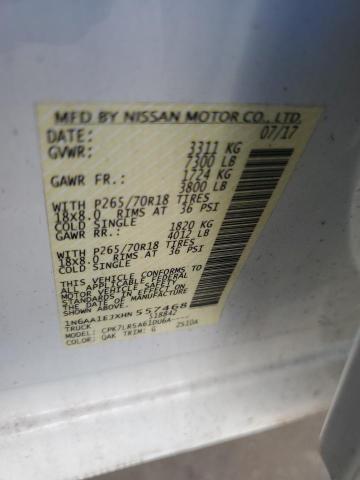 MFD BY NISSAN MOTOR CO., LTD.
DATE: 07/17
GVWR: 3311 KG
7300 LB
GAWR FR.: 1724 KG
3800 LB
WITH P265/70R18 TIRES
18X8.0 RIMS AT 36 PSI
COLD SINGLE
GAWR RR.: 1820 KG
4012 LB
WITH P265/70R18 TIRES
18X8.0 RIMS AT 36 PSI
COLD SINGLE
THIS VEHICLE CONFORMS TO
ALL APPLICABLE FEDERAL
MOTOR VEHICLE SAFETY
STANDARDS IN EFFECT ON
THE DATE OF MANUFACTURE
SHOWN ABOVE.
1N6AA1EJXHN 557468
TRUCK 518842
MODEL:
COLOR: QAK TRIM: G 2510A